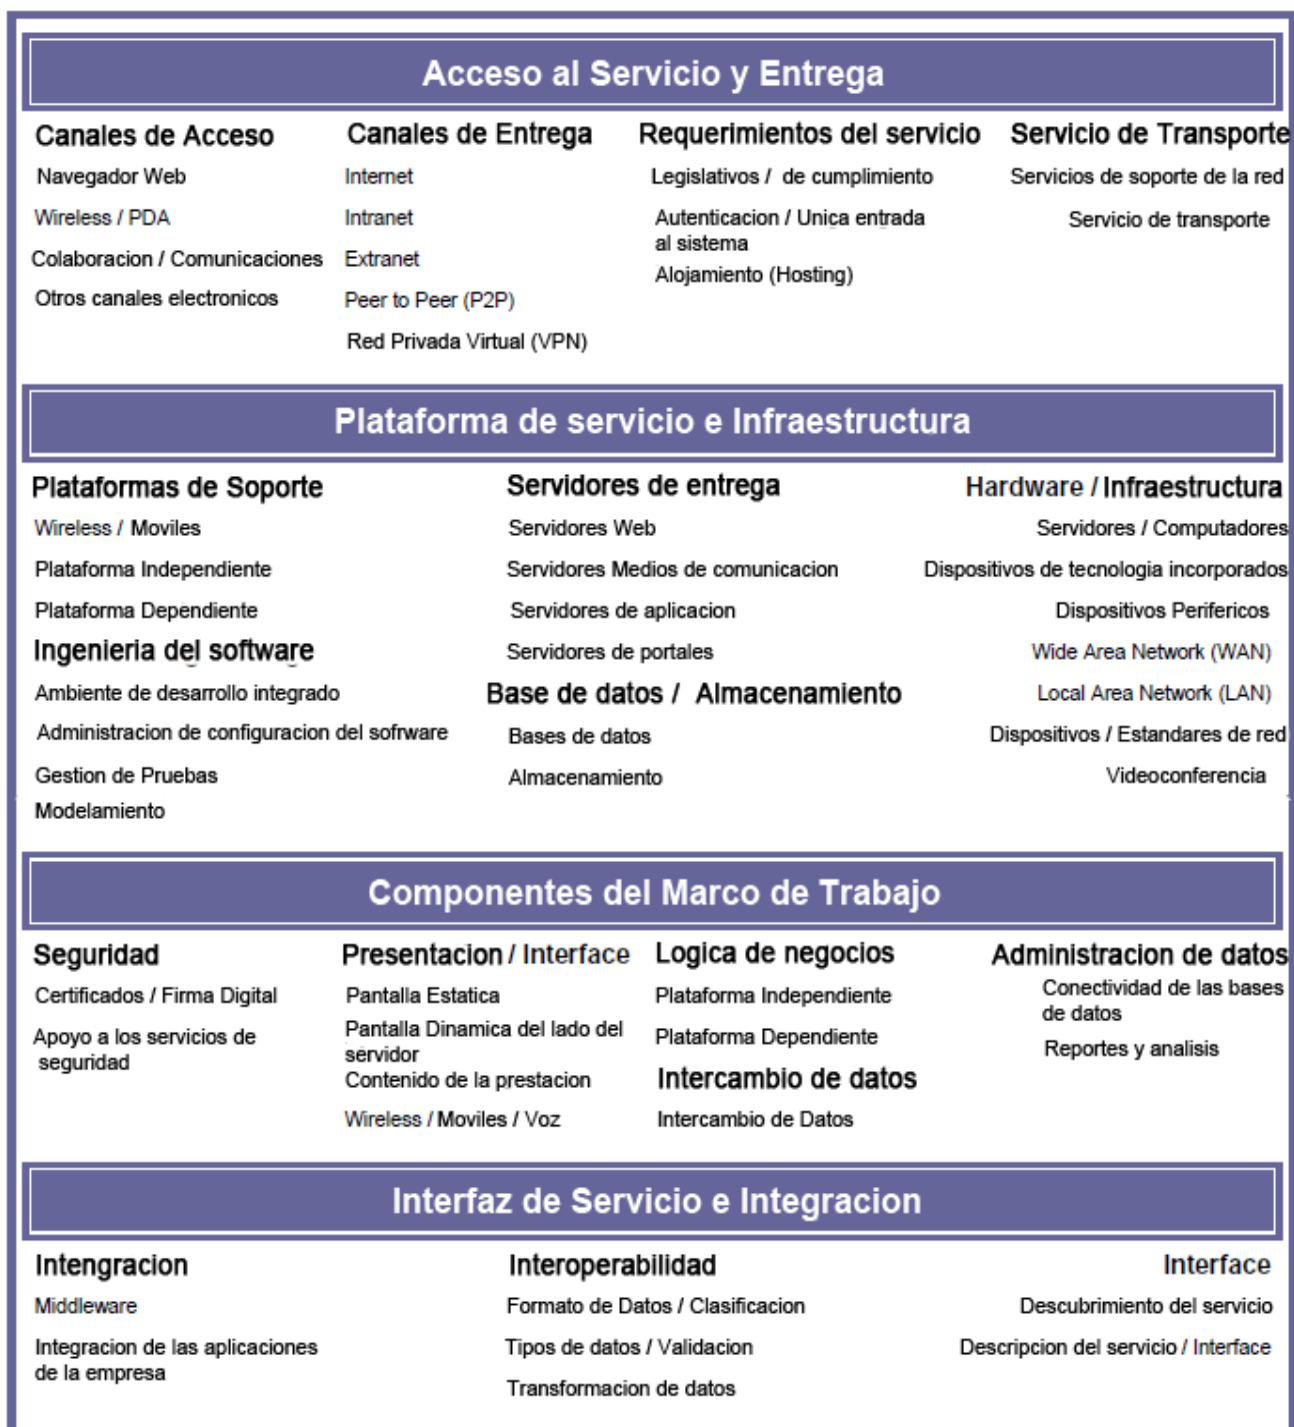 Acceso al Servicio y Entrega
Canales de Acceso
Navegador Web
Wireless / PDA
Colaboracion / Comunicaciones
Otros canales electronicos
Canales de Entrega
Internet
Intranet
Extranet
Peer to Peer (P2P)
Red Privada Virtual (VPN)
Requerimientos del servicio
Legislativos / de cumplimiento
Autenticacion / Unica entrada
al sistema
Alojamiento (Hosting)
Servicio de Transporte
Servicios de soporte de la red
Servicio de transporte
Plataforma de servicio e Infraestructura
Plataformas de Soporte
Wireless / Moviles
Plataforma Independiente
Plataforma Dependiente
Ingenieria del software
Ambiente de desarrollo integrado
Administracion de configuracion del sofrware
Gestion de Pruebas
Modelamiento
Servidores de entrega
Servidores Web
Servidores Medios de comunicacion
Servidores de aplicacion
Servidores de portales
Base de datos / Almacenamiento
Bases de datos
Almacenamiento
Hardware / Infraestructura
Servidores / Computadores
Dispositivos de tecnologia incorporados
Dispositivos Perifericos
Wide Area Network (WAN)
Local Area Network (LAN)
Dispositivos / Estandares de red
Videoconferencia
Componentes del Marco de Trabajo
Seguridad
Certificados / Firma Digital
Apoyo a los servicios de
seguridad
Presentacion / Interface
Pantalla Estatica
Pantalla Dinamica del lado del
servidor
Contenido de la prestacion
Wireless / Moviles / Voz
Logica de negocios
Plataforma Independiente
Plataforma Dependiente
Intercambio de datos
Intercambio de Datos
Administracion de datos
Conectividad de las bases
de datos
Reportes y analisis
Interfaz de Servicio e Integracion
Intengracion
Middleware
Integracion de las aplicaciones
de la empresa
Interoperabilidad
Formato de Datos / Clasificacion
Tipos de datos / Validacion
Transformacion de datos
Interface
Descubrimiento del servicio
Descripcion del servicio / Interface